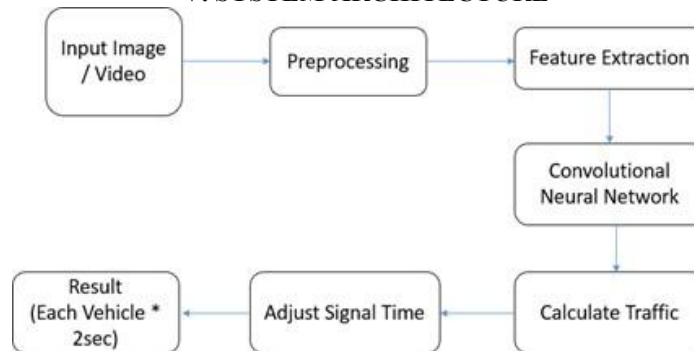 Input Image
/ Video
Preprocessing
Feature Extraction
Convolutional
Neural Network
Calculate Traffic
Adjust Signal Time
Result
(Each Vehicle *
2sec)